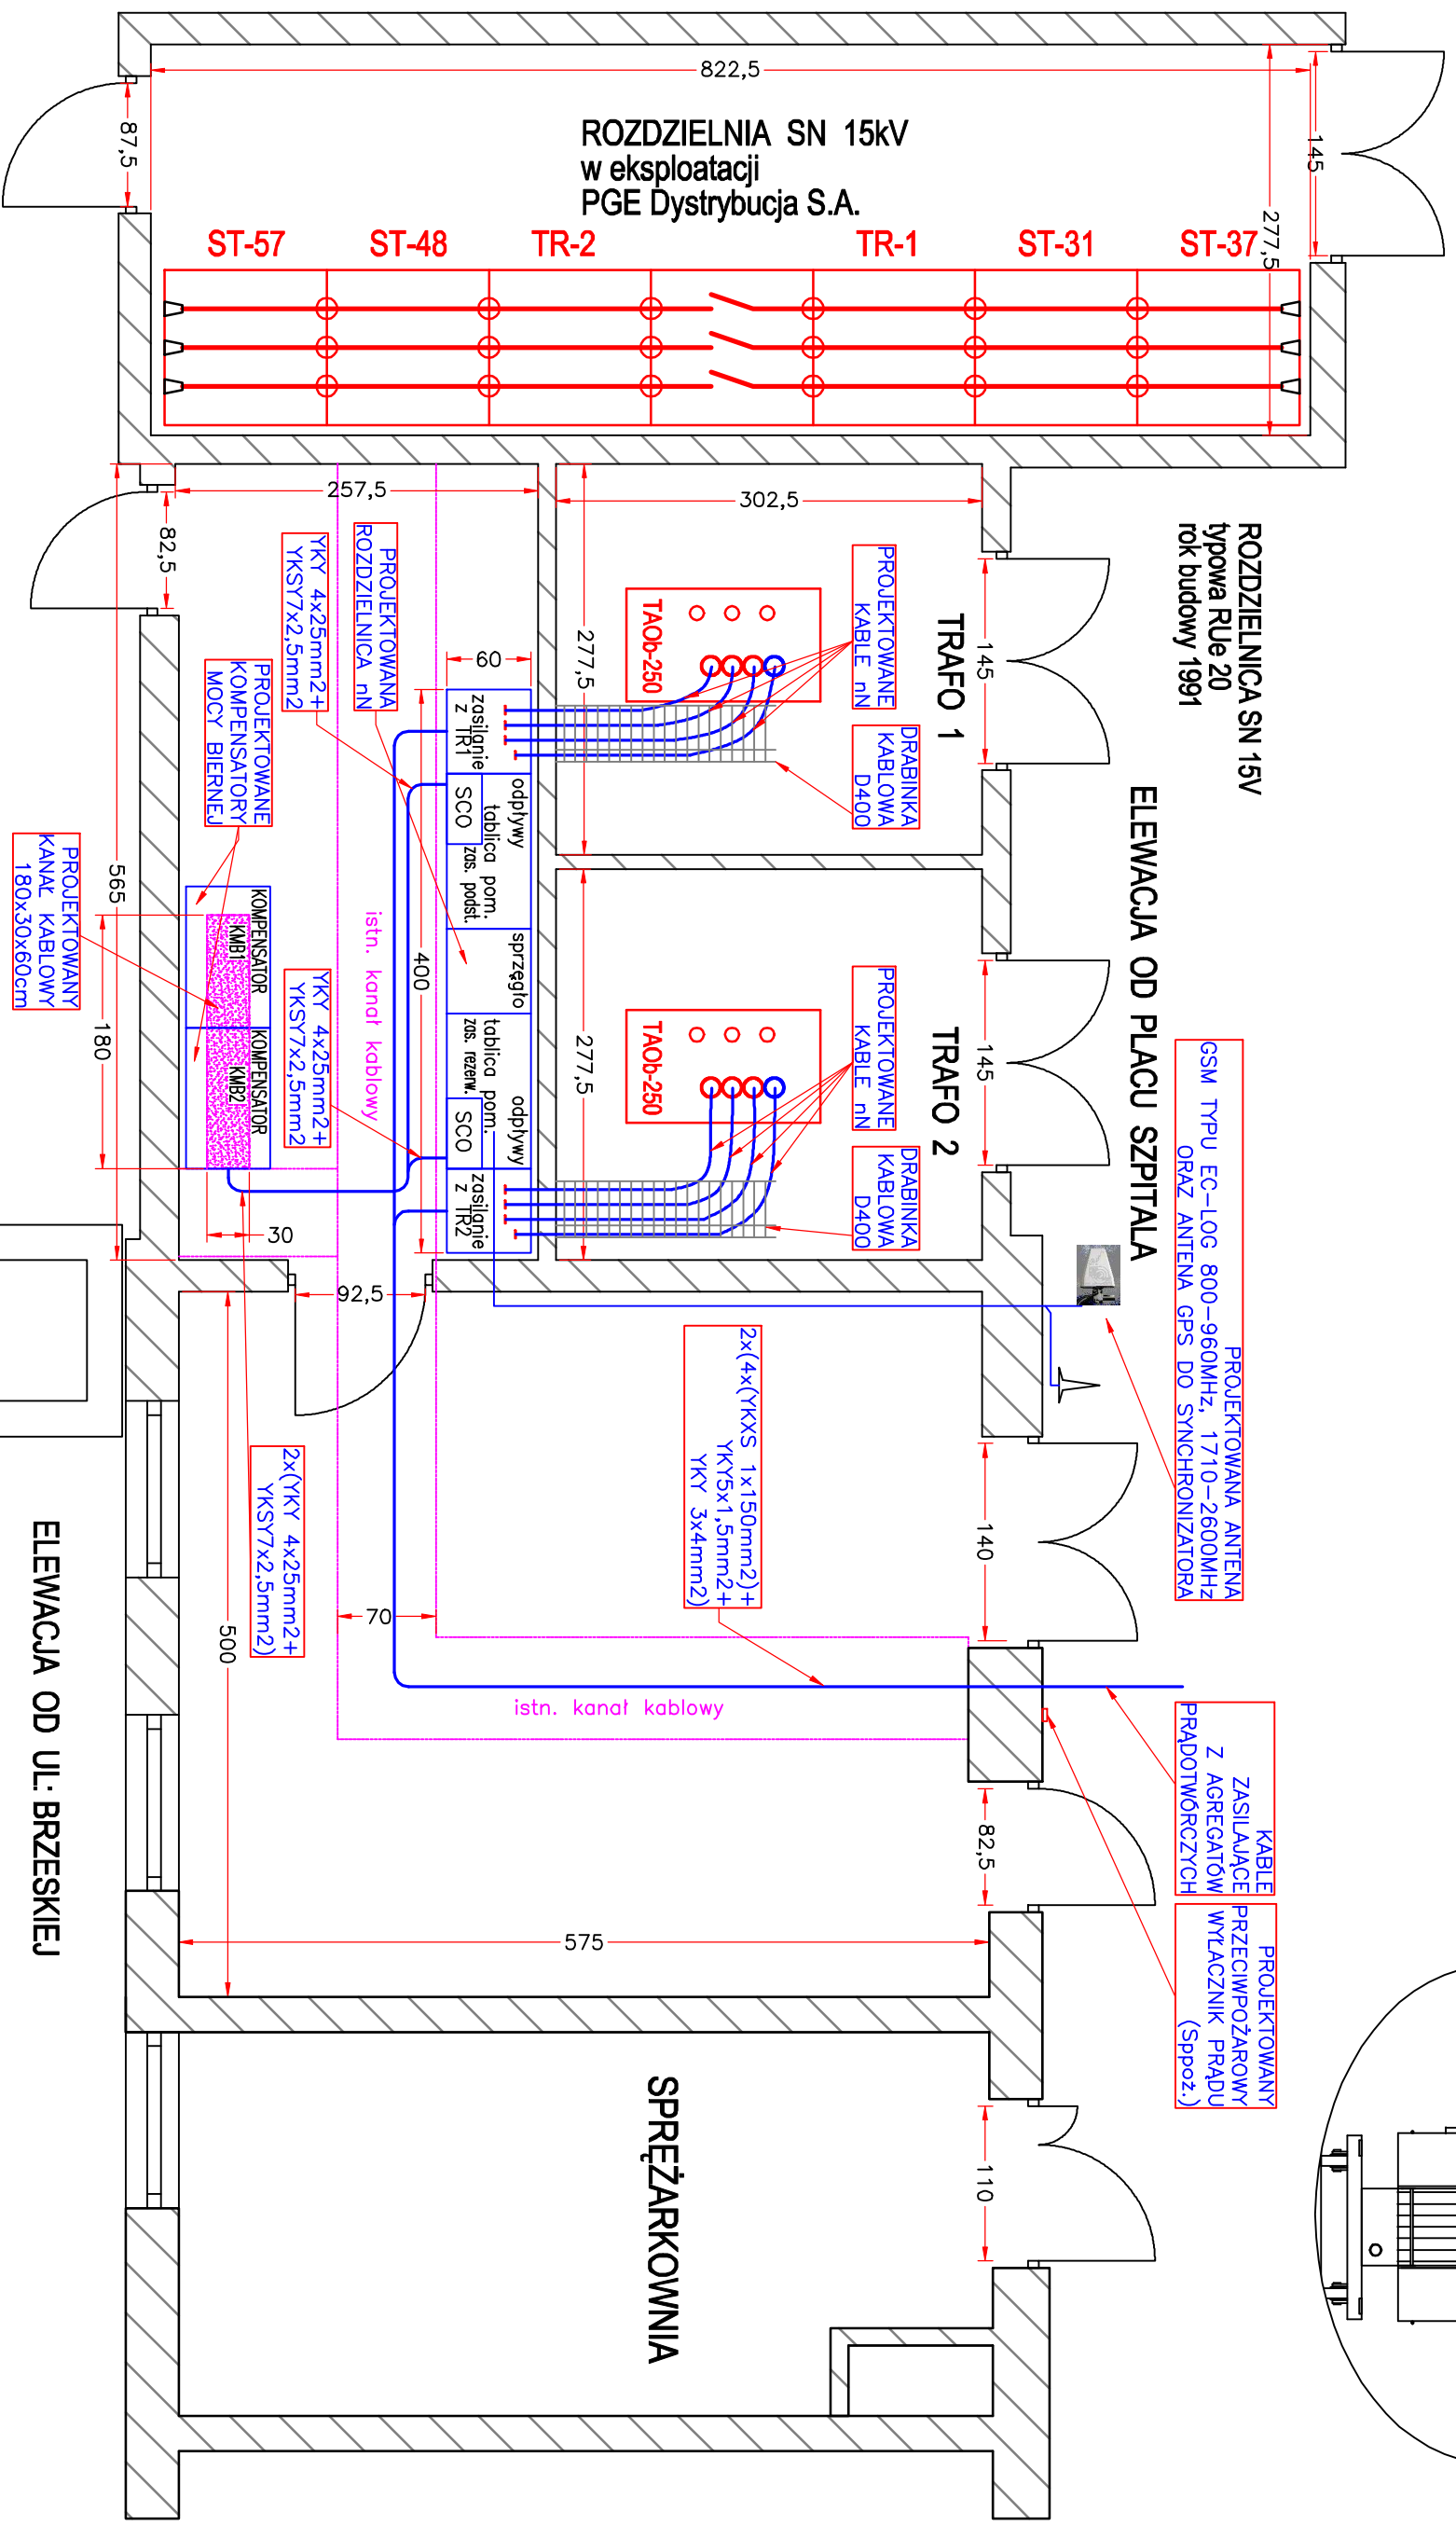 822,5
145
277,5
87,5
ROZDZIELNIA SN 15kV
w eksploatacji
PGE Dystrybucja S.A.
ST-57
ST-48
TR-2
TR-1
ST-31
ST-37
ROZDZIELNICA SN 15V
typowa RUe 20
rok budowy 1991
ELEWACJA OD PLACU SZPITALA
PROJEKTOWANA ANTENA
GSM TYPU EC-LOG 800-960MHz, 1710-2600MHz
ORAZ ANTENA GPS DO SYNCHRONIZATORA
KABLE
ZASILAJĄCE
Z AGREGATÓW
PRĄDOTWÓRCZYCH
PROJEKTOWANY
PRZECIWPOŻAROWY
WYŁACZNIK PRĄDU
(Sppoż.)
145
145
140
82,5
110
TRAFO 1
TRAFO 2
302,5
PROJEKTOWANE
KABLE nN
DRABINKA
KABLOWA
D400
PROJEKTOWANE
KABLE nN
DRABINKA
KABLOWA
D400
TAOb-250
TAOb-250
277,5
277,5
2x(4x(YKXS 1x150mm2)+
YKY5x1,5mm2+
YKY 3x4mm2)
SPRĘŻARKOWNIA
575
istn. kanał kablowy
257,5
60
zasilanie
z TR1
odpływy
tablica pom.
SCO
zas. podst.
sprzęgło
odpływy
tablica pom.
zas. rezerw.
SCO
zasilanie
z TR2
400
PROJEKTOWANA
ROZDZIELNICA nN
istn. kanał kablowy
70
92,5
YKY 4x25mm2+
YKSY7x2,5mm2
YKY 4x25mm2+
YKSY7x2,5mm2
2x(YKY 4x25mm2+
YKSY7x2,5mm2)
PROJEKTOWANE
KOMPENSATORY
MOCY BIERNEJ
KOMPENSATOR
KMB1
KOMPENSATOR
KMB2
30
500
82,5
565
180
PROJEKTOWANY
KANAŁ KABLOWY
180x30x60cm
ELEWACJA OD UL: BRZESKIEJ